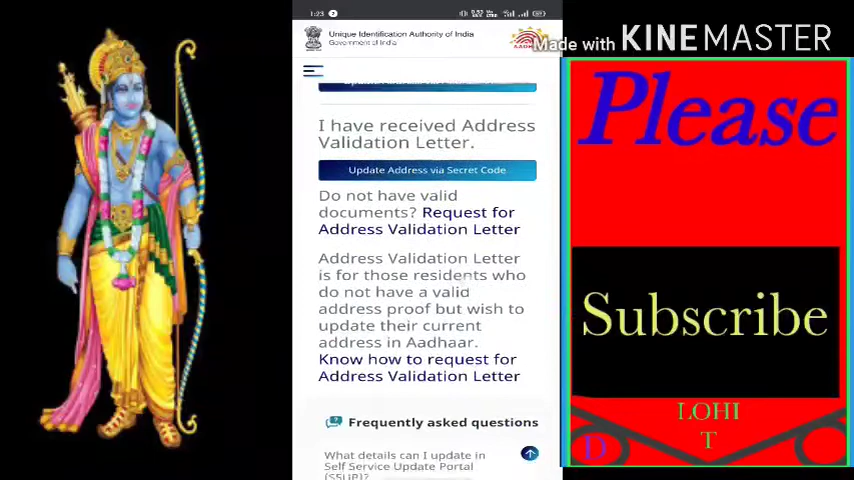 1:23
Unique Identification Authority of India
Government of India
Made with KINEMASTER
I have received Address
Validation Letter.
Update Address via Secret Code
Do not have valid
documents? Request for
Address Validation Letter
Address Validation Letter
is for those residents who
do not have a valid
address proof but wish to
update their current
address in Aadhaar.
Know how to request for
Address Validation Letter
Frequently asked questions
What details can I update in
Self Service Update Portal
(SSUP)?
Please
Subscribe
LOHI
T
D